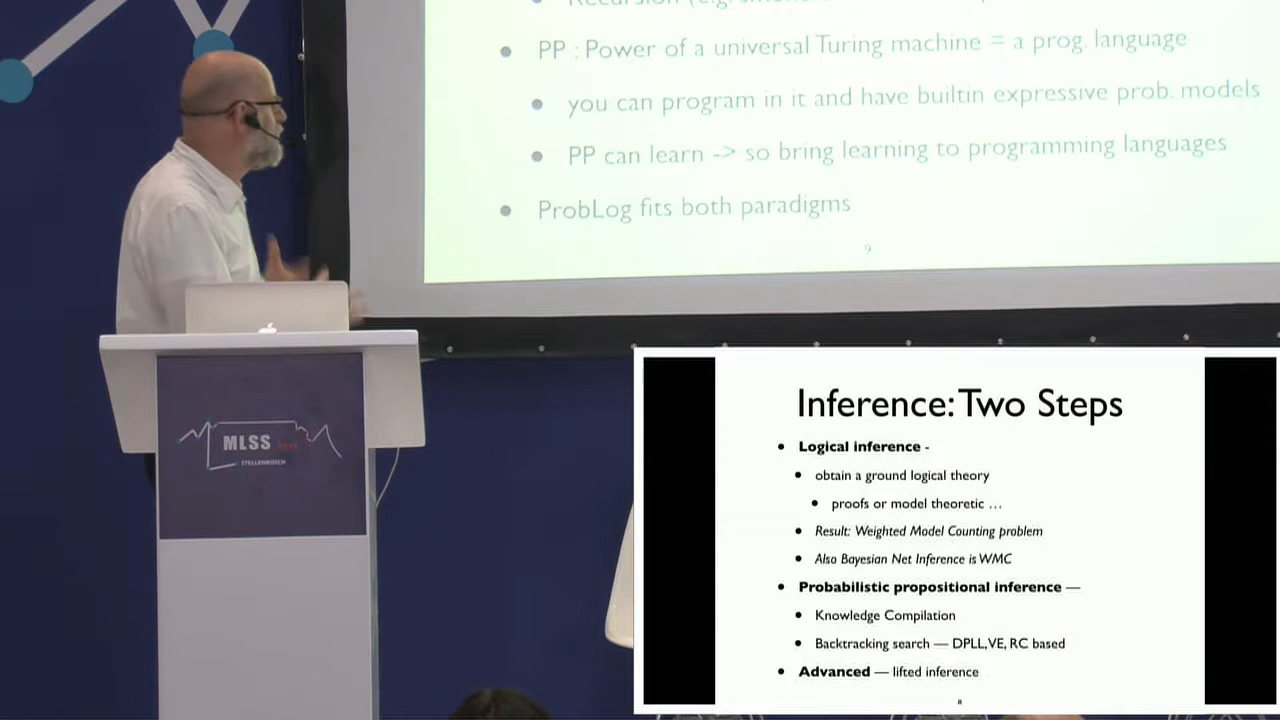 • PP : Power of a universal Turing machine = a prog. language
• you can program in it and have builtin expressive prob. models
• PP can learn -> so bring learning to programming languages
• ProbLog fits both paradigms
9
MLSS
STELLENBOSCH
Inference: Two Steps
• Logical inference -
• obtain a ground logical theory
• proofs or model theoretic …
• Result: Weighted Model Counting problem
• Also Bayesian Net Inference is WMC
• Probabilistic propositional inference —
• Knowledge Compilation
• Backtracking search — DPLL, VE, RC based
• Advanced — lifted inference
8